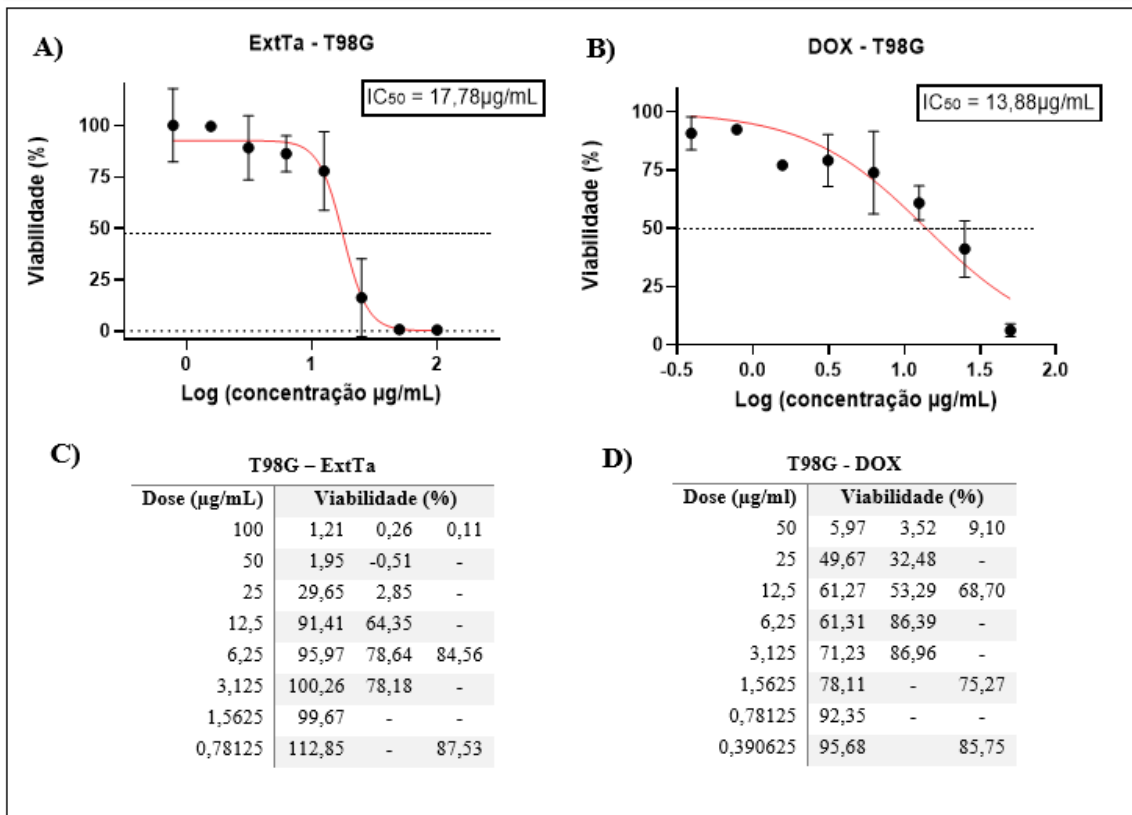 A)
ExtTa - T98G
IC50 = 17,78µg/mL
Viabilidade (%)
100
75
50
25
0
0 1 2
Log (concentração µg/mL)
B)
DOX - T98G
IC50 = 13,88µg/mL
Viabilidade (%)
100
75
50
25
0
-0.5 0.0 0.5 1.0 1.5 2.0
Log (concentração µg/mL)
C)
T98G – ExtTa
Dose (µg/mL) Viabilidade (%)
100 1,21 0,26 0,11
50 1,95 -0,51 -
25 29,65 2,85 -
12,5 91,41 64,35 -
6,25 95,97 78,64 84,56
3,125 100,26 78,18 -
1,5625 99,67 - -
0,78125 112,85 - 87,53
D)
T98G - DOX
Dose (µg/ml) Viabilidade (%)
50 5,97 3,52 9,10
25 49,67 32,48 -
12,5 61,27 53,29 68,70
6,25 61,31 86,39 -
3,125 71,23 86,96 -
1,5625 78,11 - 75,27
0,78125 92,35 - -
0,390625 95,68 85,75